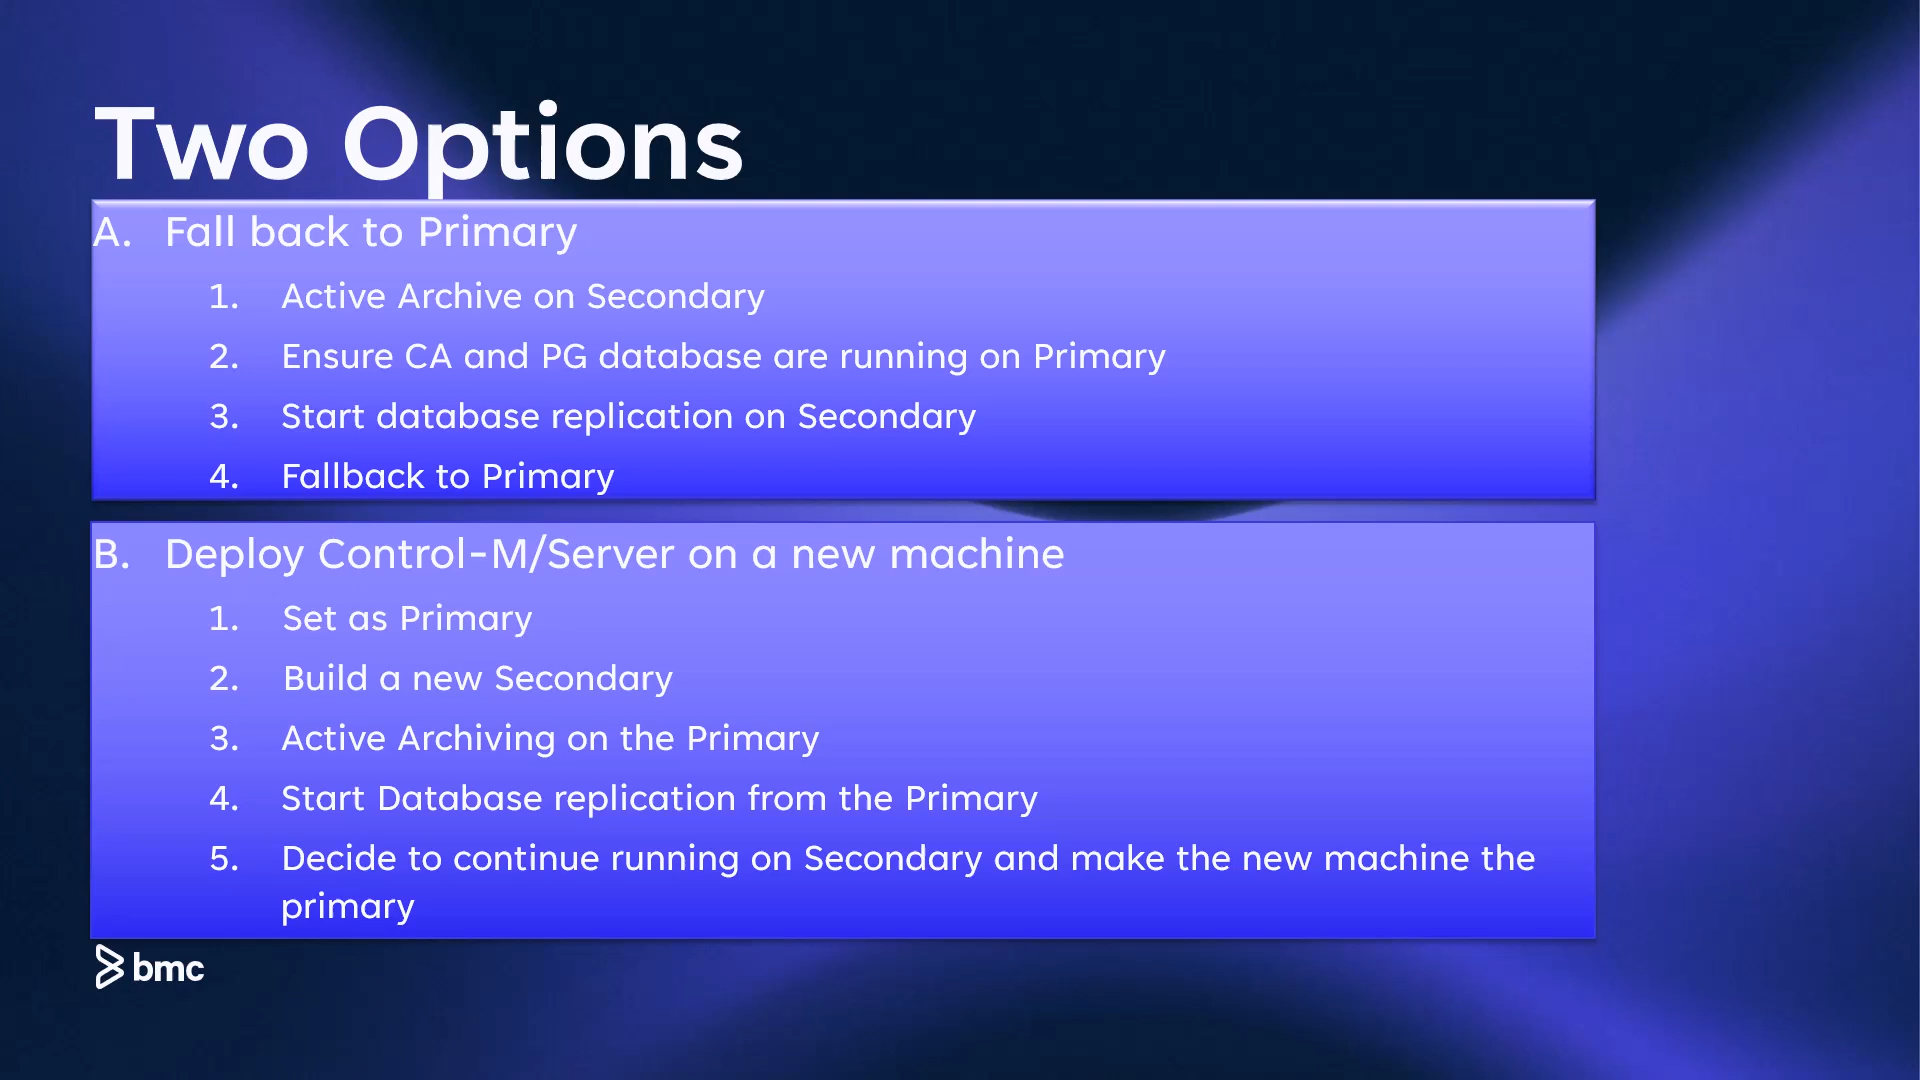 Two Options
A. Fall back to Primary
1. Active Archive on Secondary
2. Ensure CA and PG database are running on Primary
3. Start database replication on Secondary
4. Fallback to Primary
B. Deploy Control-M/Server on a new machine
1. Set as Primary
2. Build a new Secondary
3. Active Archiving on the Primary
4. Start Database replication from the Primary
5. Decide to continue running on Secondary and make the new machine the
primary
bmc